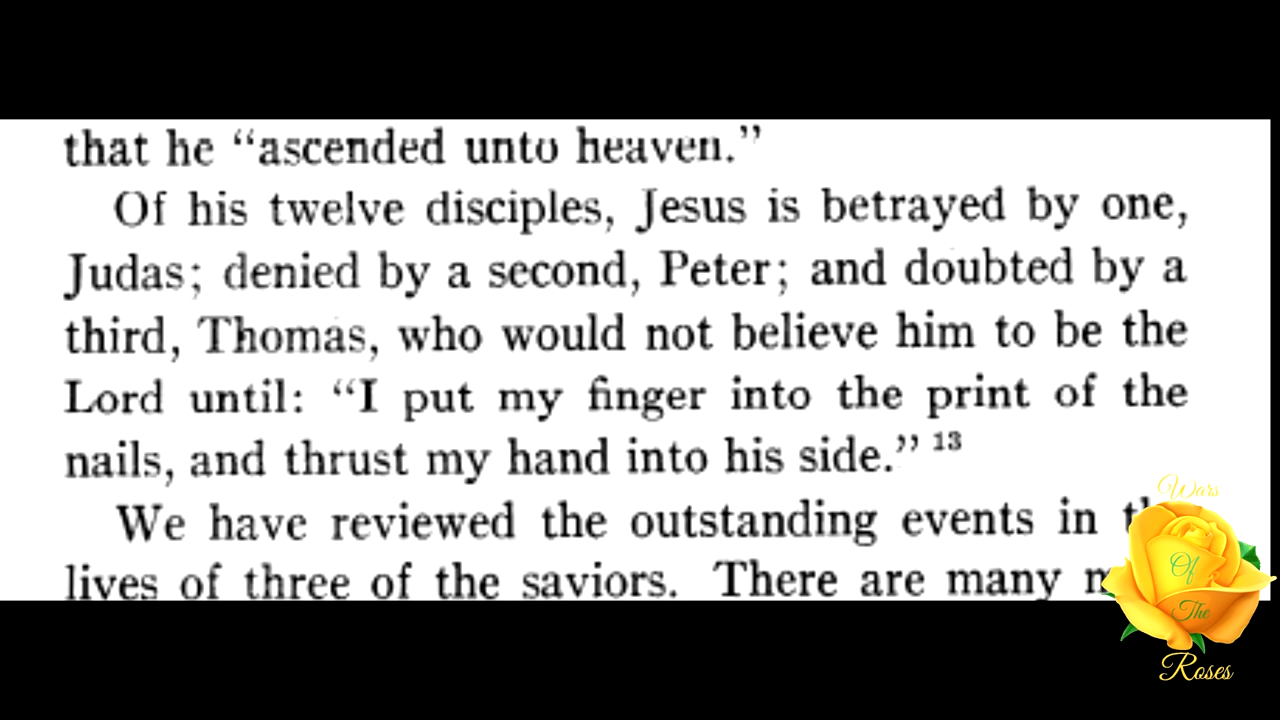 that he “ascended unto heaven.”
Of his twelve disciples, Jesus is betrayed by one,
Judas; denied by a second, Peter; and doubted by a
third, Thomas, who would not believe him to be the
Lord until: “I put my finger into the print of the
nails, and thrust my hand into his side.” 13
We have reviewed the outstanding events in
lives of three of the saviors. There are many
Wars
Of
The
Roses